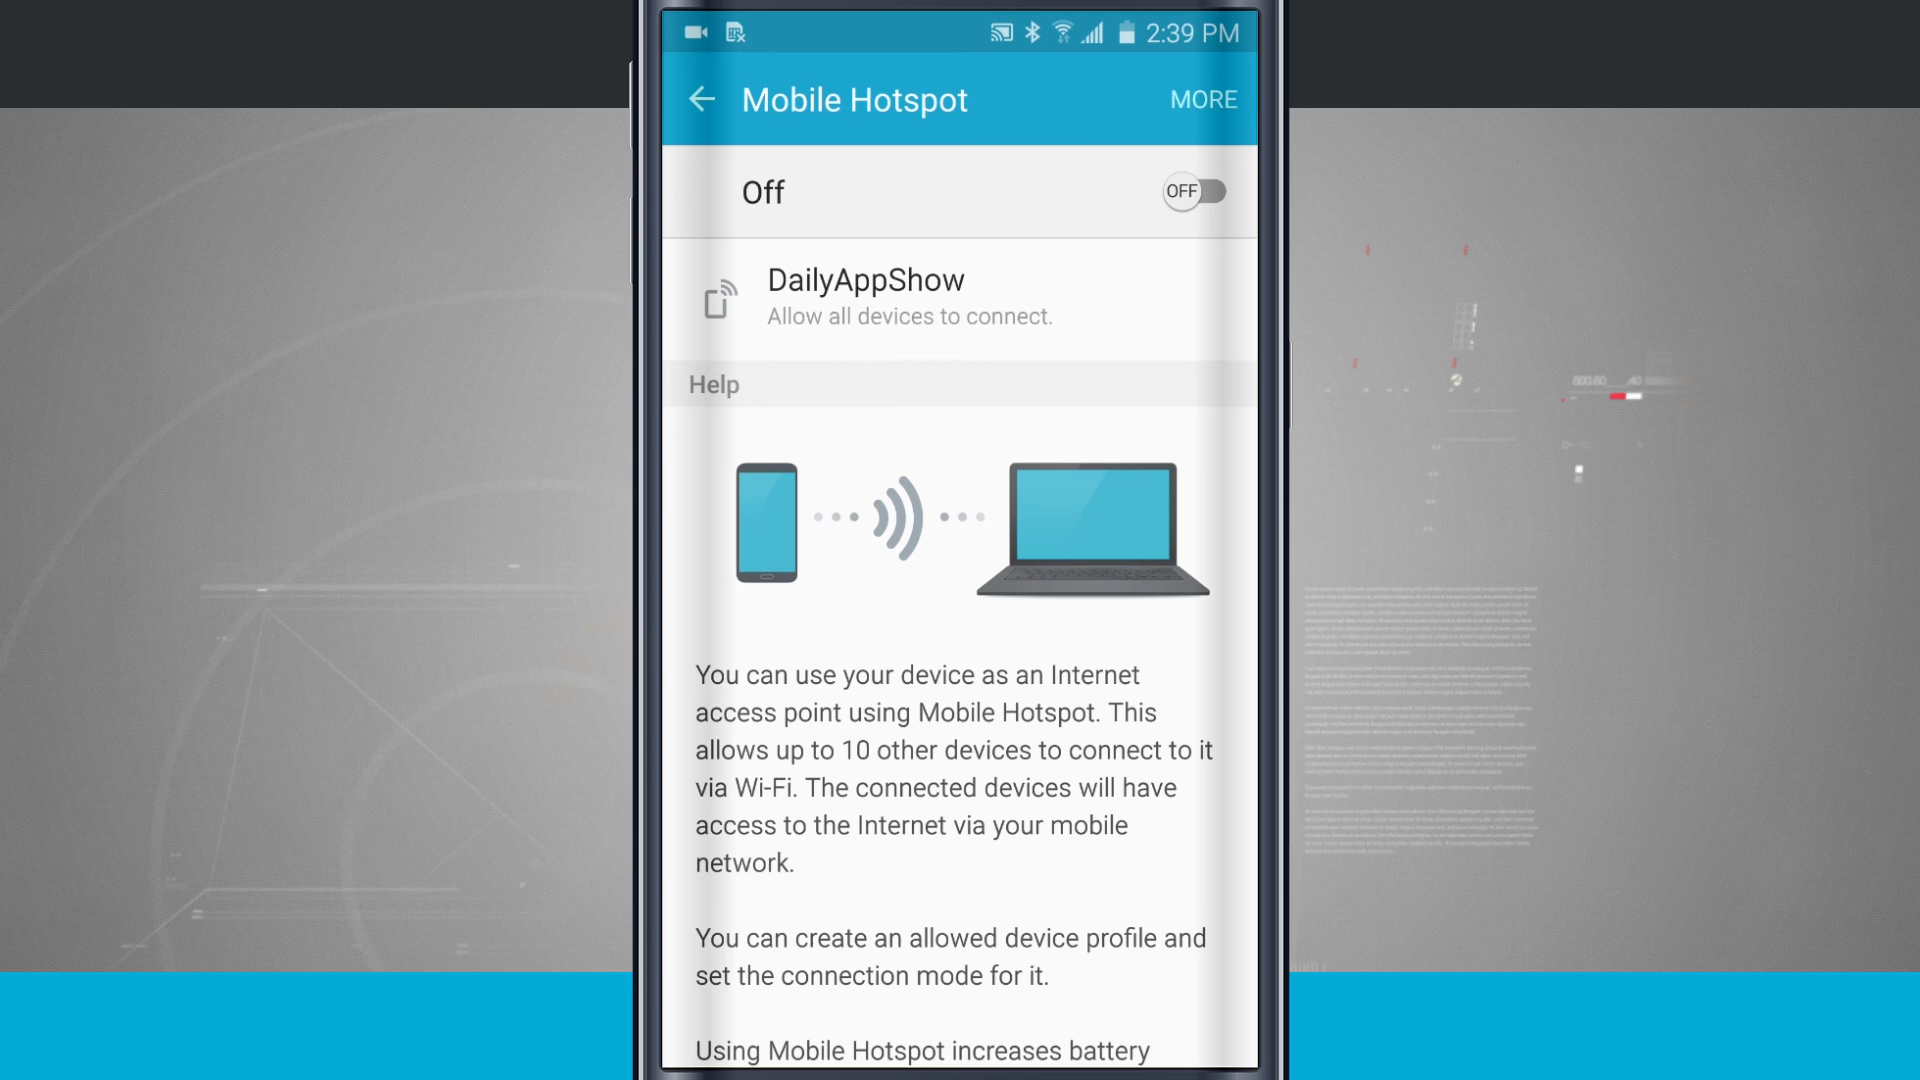 2:39 PM
Mobile Hotspot
MORE
Off
OFF
DailyAppShow
Allow all devices to connect.
Help
You can use your device as an Internet
access point using Mobile Hotspot. This
allows up to 10 other devices to connect to it
via Wi-Fi. The connected devices will have
access to the Internet via your mobile
network.
You can create an allowed device profile and
set the connection mode for it.
Using Mobile Hotspot increases battery